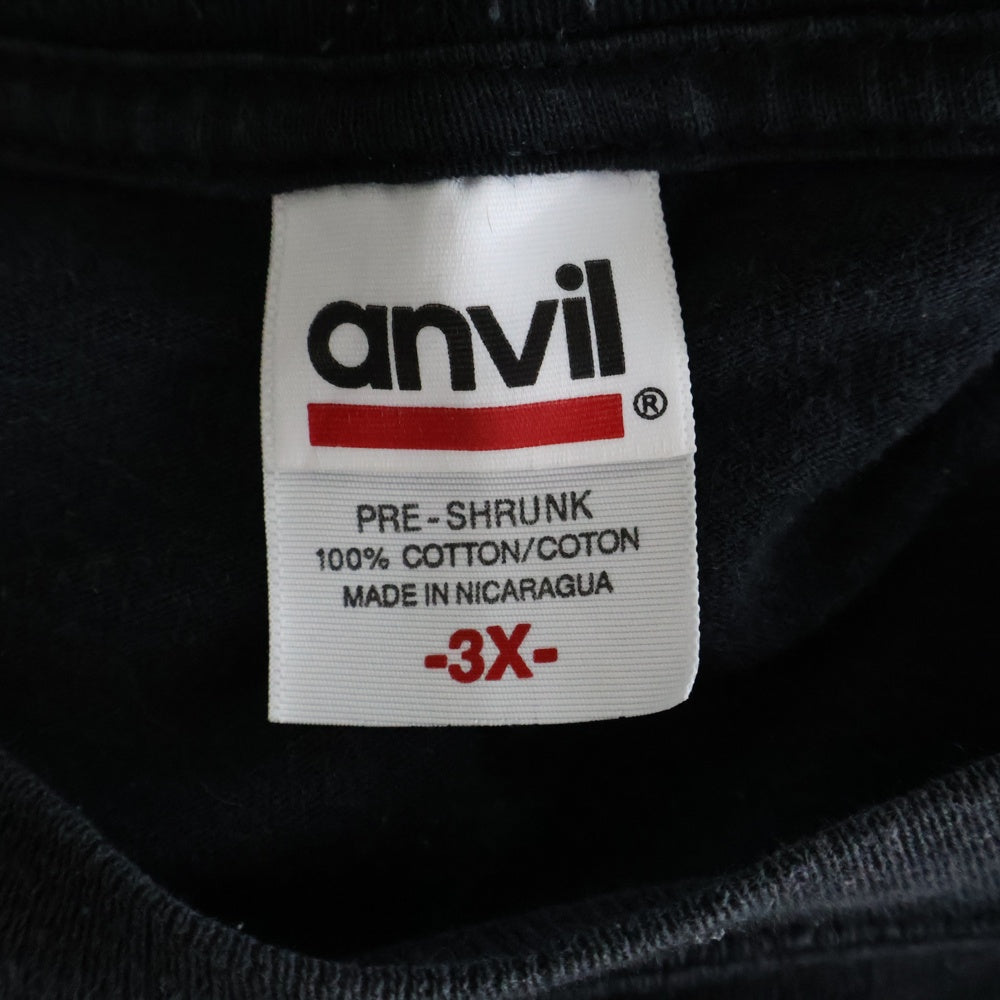 anvil
®
PRE-SHRUNK
100% COTTON/COTON
MADE IN NICARAGUA
-3X-